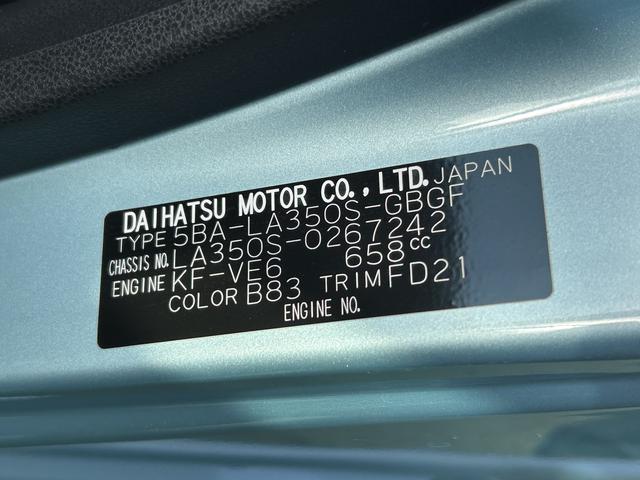 DAIHATSU MOTOR CO.,LTD. JAPAN
TYPE 5BA-LA350S-GBGF
CHASSIS NO. LA350S-0267242
ENGINE KF-VE6 658cc
COLOR B83 TRIM FD21
ENGINE NO.